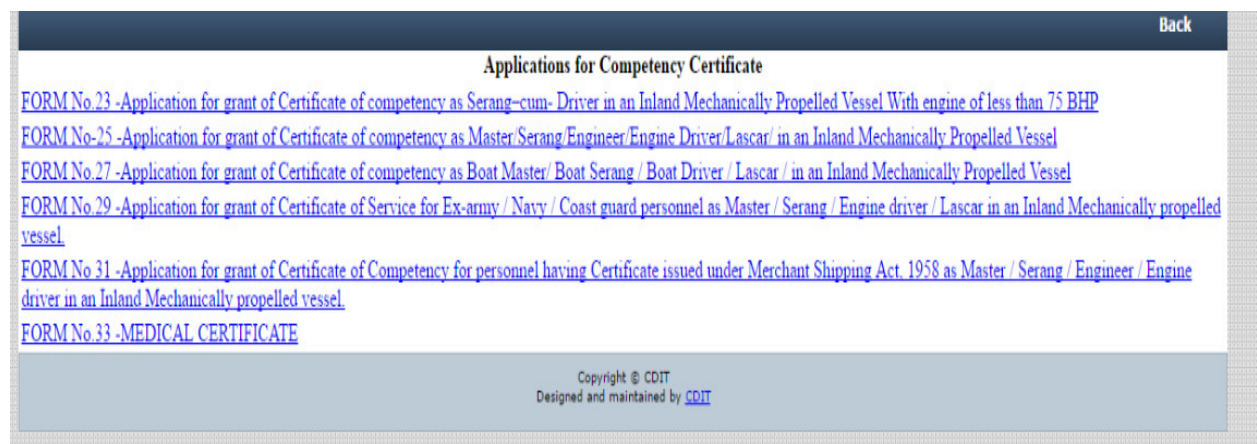 Back
Applications for Competency Certificate
FORM No.23 -Application for grant of Certificate of competency as Serang–cum- Driver in an Inland Mechanically Propelled Vessel With engine of less than 75 BHP
FORM No-25 -Application for grant of Certificate of competency as Master/Serang/Engineer/Engine Driver/Lascar/ in an Inland Mechanically Propelled Vessel
FORM No.27 -Application for grant of Certificate of competency as Boat Master/ Boat Serang / Boat Driver / Lascar / in an Inland Mechanically Propelled Vessel
FORM No.29 -Application for grant of Certificate of Service for Ex-army / Navy / Coast guard personnel as Master / Serang / Engine driver / Lascar in an Inland Mechanically propelled
vessel.
FORM No 31 -Application for grant of Certificate of Competency for personnel having Certificate issued under Merchant Shipping Act, 1958 as Master / Serang / Engineer / Engine
driver in an Inland Mechanically propelled vessel.
FORM No.33 -MEDICAL CERTIFICATE
Copyright © CDIT
Designed and maintained by CDIT